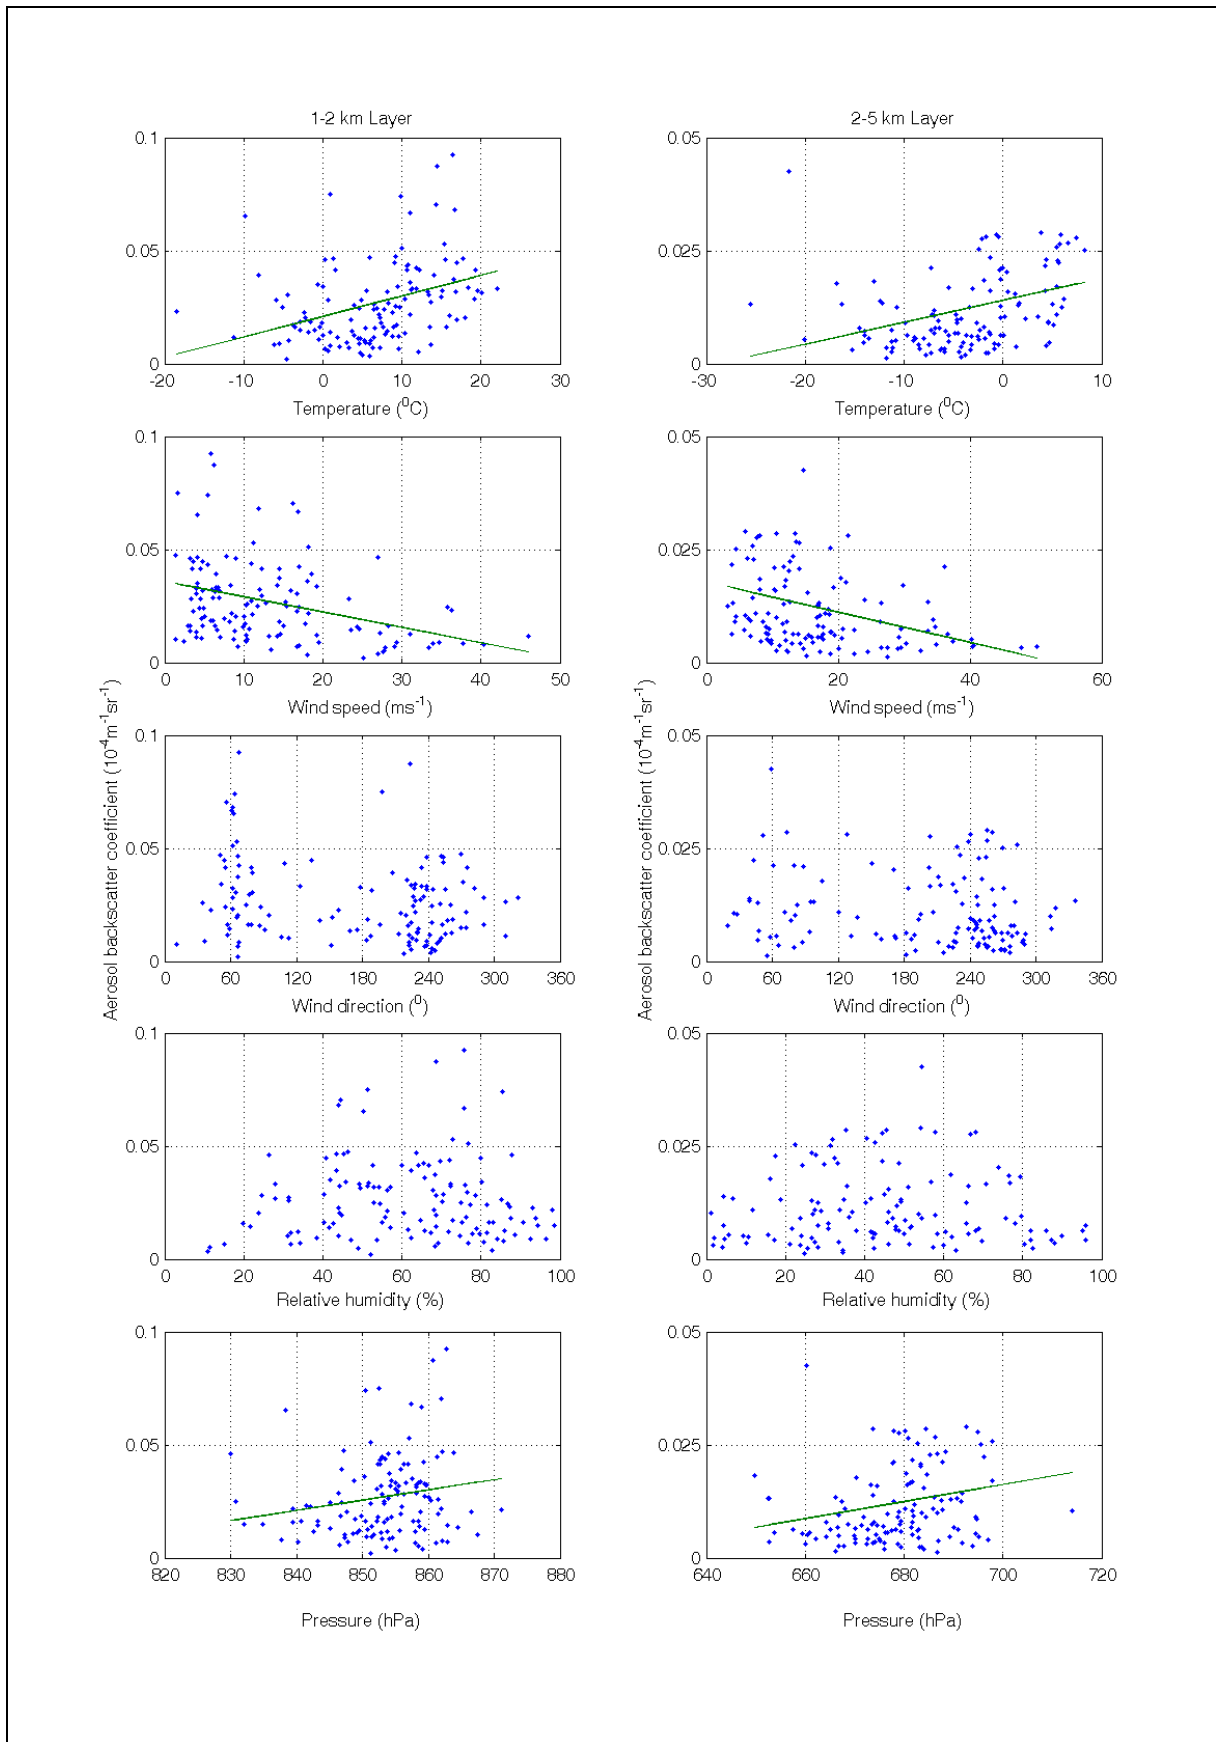 1-2 km Layer 2-5 km Layer
0.1 0.05
0.05 0.025
0 0
-20 -10 0 10 20 30 -30 -20 -10 0 10
Temperature (⁰C) Temperature (⁰C)
0.1 0.05
0.05 0.025
0 0
0 10 20 30 40 50 0 20 40 60
Wind speed (ms⁻¹) Wind speed (ms⁻¹)
Aerosol backscatter coefficient (10⁻⁴m⁻¹sr⁻¹) Aerosol backscatter coefficient (10⁻⁴m⁻¹sr⁻¹)
0.1 0.05
0.05 0.025
0 0
0 60 120 180 240 300 360 0 60 120 180 240 300 360
Wind direction (⁰) Wind direction (⁰)
0.1 0.05
0.05 0.025
0 0
0 20 40 60 80 100 0 20 40 60 80 100
Relative humidity (%) Relative humidity (%)
0.1 0.05
0.05 0.025
0 0
820 830 840 850 860 870 880 640 660 680 700 720
Pressure (hPa) Pressure (hPa)